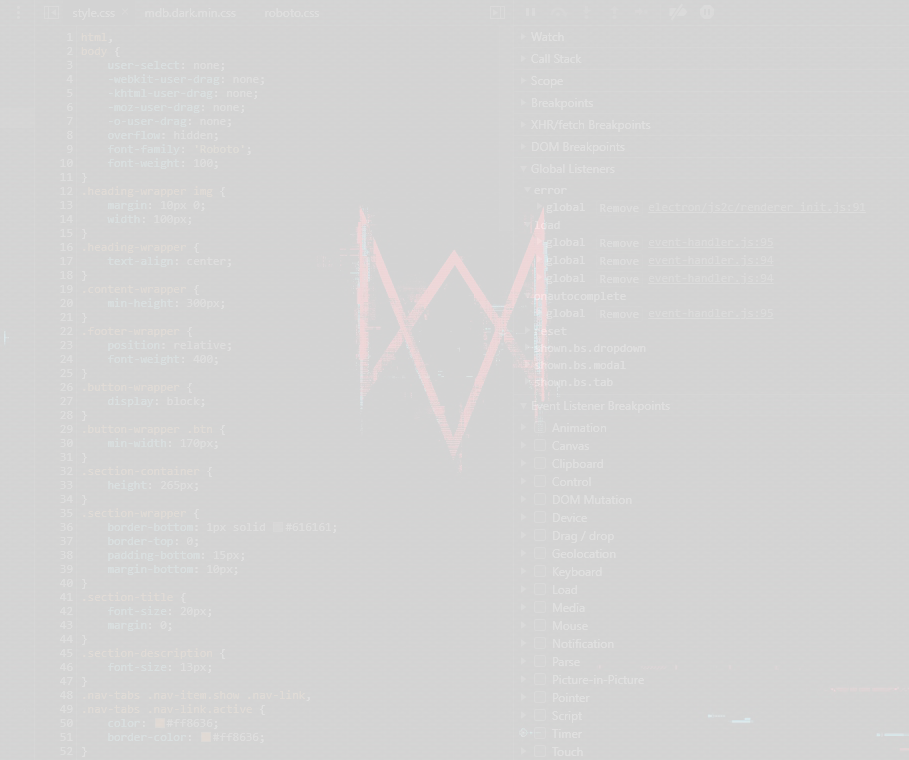 style.css mdb.dark.min.css roboto.css
1 html,
2 body {
3 user-select: none;
4 -webkit-user-drag: none;
5 -khtml-user-drag: none;
6 -moz-user-drag: none;
7 -o-user-drag: none;
8 overflow: hidden;
9 font-family: 'Roboto';
10 font-weight: 300;
11 }
12 .heading-wrapper img {
13 margin: 10px 0;
14 width: 100px;
15 }
16 .heading-wrapper {
17 text-align: center;
18 }
19 .content-wrapper {
20 min-height: 300px;
21 }
22 .footer-wrapper {
23 position: relative;
24 font-weight: 400;
25 }
26 .button-wrapper {
27 display: block;
28 }
29 .button-wrapper .btn {
30 min-width: 170px;
31 }
32 .section-container {
33 height: 265px;
34 }
35 .section-wrapper {
36 border-bottom: 1px solid #616161;
37 border-top: 0;
38 padding-bottom: 15px;
39 margin-bottom: 10px;
40 }
41 .section-title {
42 font-size: 20px;
43 margin: 0;
44 }
45 .section-description {
46 font-size: 13px;
47 }
48 .nav-tabs .nav-item.show .nav-link,
49 .nav-tabs .nav-link.active {
50 color: #ff8636;
51 border-color: #ff8636;
52 }
Watch
Call Stack
Scope
Breakpoints
XHR/fetch Breakpoints
DOM Breakpoints
Global Listeners
error
global Remove electron/js2c/renderer_init.js:91
load
global Remove event-handler.js:35
global Remove event-handler.js:94
global Remove event-handler.js:94
onautocomplete
global Remove event-handler.js:35
reset
shown.bs.dropdown
shown.bs.modal
shown.bs.tab
Event Listener Breakpoints
Animation
Canvas
Clipboard
Control
DOM Mutation
Device
Drag / drop
Geolocation
Keyboard
Load
Media
Mouse
Notification
Parse
Picture-in-Picture
Pointer
Script
Timer
Touch